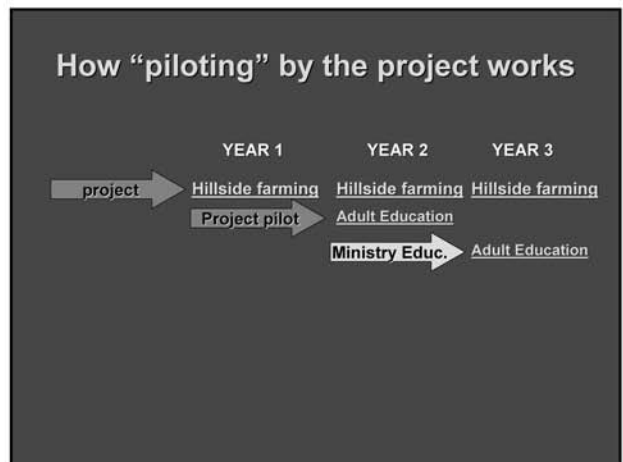 How “piloting” by the project works
YEAR 1 YEAR 2 YEAR 3
project Hillside farming Hillside farming Hillside farming
Project pilot Adult Education
Ministry Educ. Adult Education